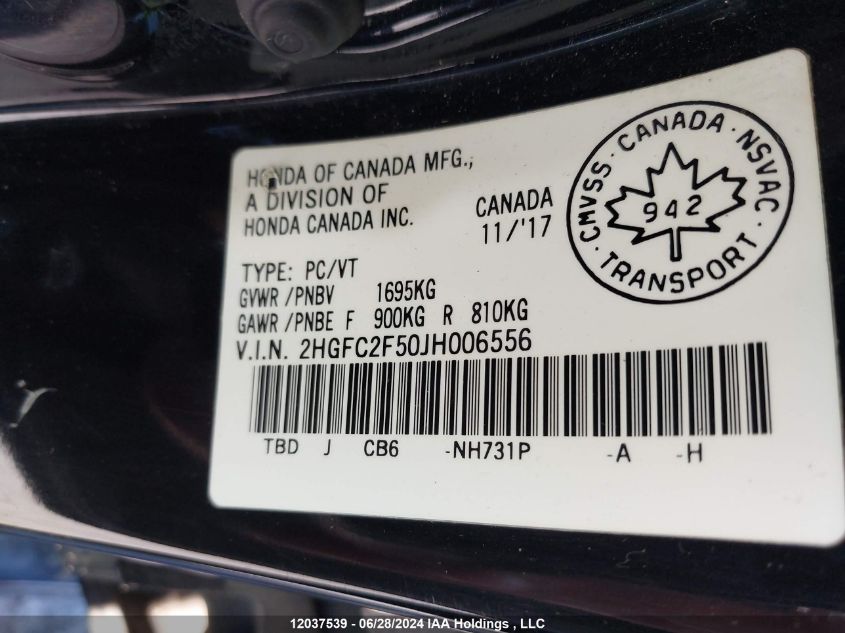 HONDA OF CANADA MFG.,
A DIVISION OF
HONDA CANADA INC.
CANADA
11/'17
TYPE: PC/VT
GVWR/PNBV 1695KG
GAWR/PNBE F 900KG R 810KG
V.I.N. 2HGFC2F50JH006556
TBD J CB6 -NH731P -A -H
CMVSS · CANADA · NSVAC
942
· TRANSPORT ·
12037539 - 06/28/2024 IAA Holdings , LLC